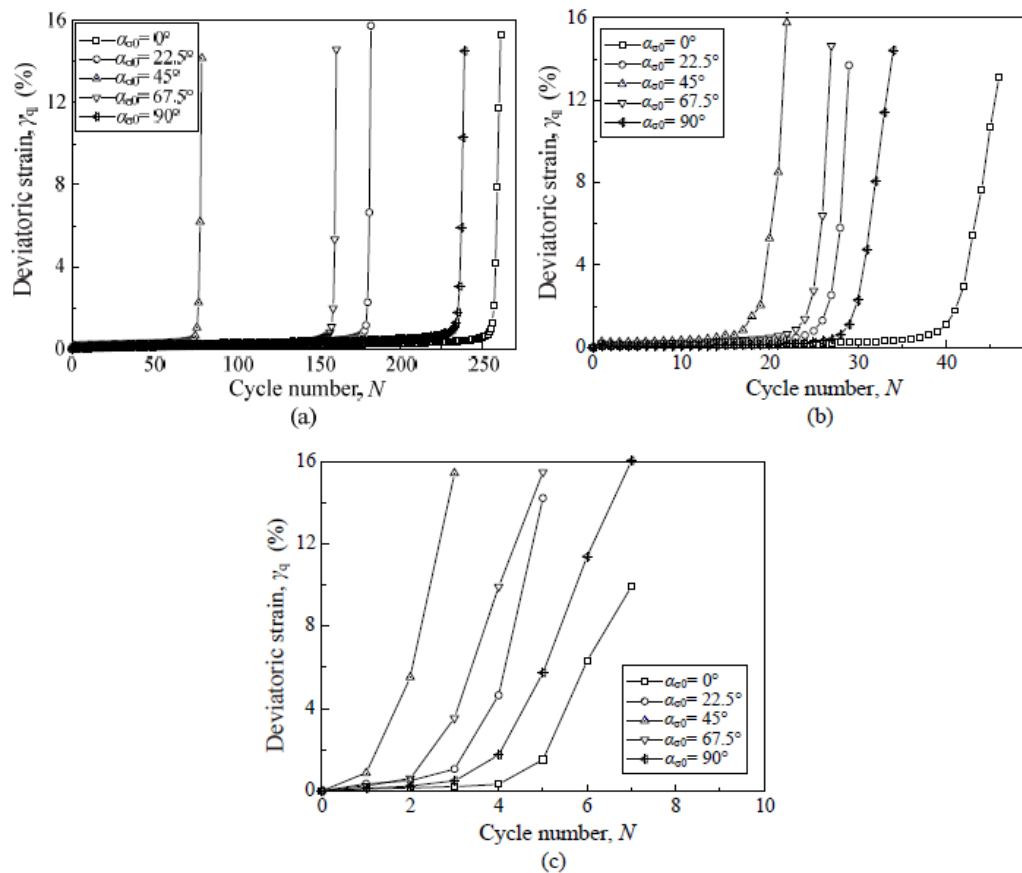 16
12
8
4
0
Deviatoric strain, γq (%)
ασ0= 0°
ασ0= 22.5°
ασ0= 45°
ασ0= 67.5°
ασ0= 90°
0 50 100 150 200 250
Cycle number, N
(a)
16
12
8
4
0
Deviatoric strain, γq (%)
ασ0= 0°
ασ0= 22.5°
ασ0= 45°
ασ0= 67.5°
ασ0= 90°
0 10 20 30 40
Cycle number, N
(b)
16
12
8
4
0
Deviatoric strain, γq (%)
ασ0= 0°
ασ0= 22.5°
ασ0= 45°
ασ0= 67.5°
ασ0= 90°
0 2 4 6 8 10
Cycle number, N
(c)